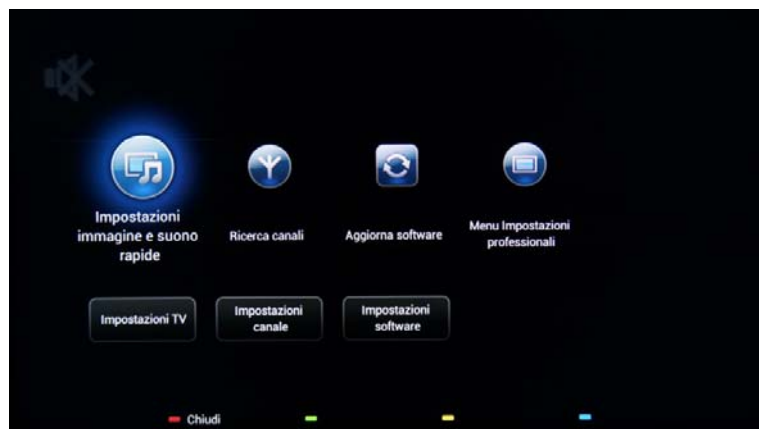 Impostazioni
immagine e suono
rapide
Ricerca canali
Aggiorna software
Menu Impostazioni
professionali
Impostazioni TV
Impostazioni
canale
Impostazioni
software
Chiudi